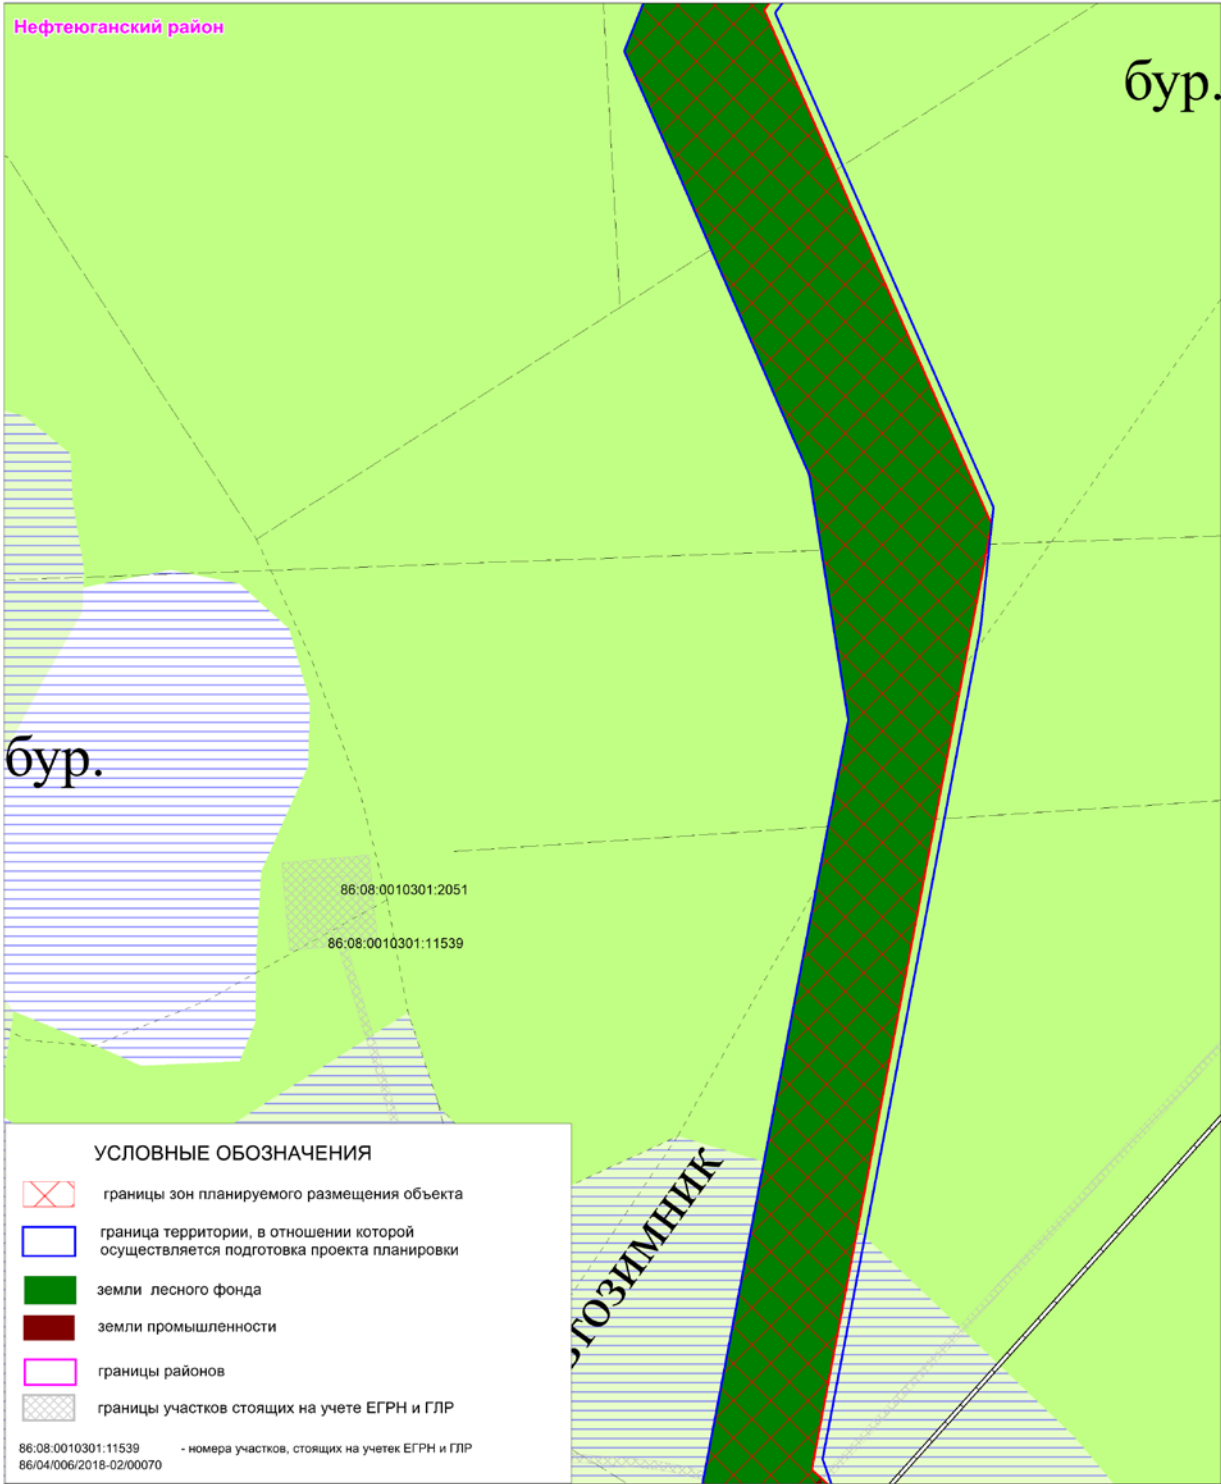 Нефтеюганский район
бур.
бур.
86:08:0010301:2051
86:08:0010301:11539
УСЛОВНЫЕ ОБОЗНАЧЕНИЯ
границы зон планируемого размещения объекта
граница территории, в отношении которой
осуществляется подготовка проекта планировки
земли лесного фонда
земли промышленности
границы районов
границы участков стоящих на учете ЕГРН и ГЛР
86:08:0010301:11539 - номера участков, стоящих на учетек ЕГРН и ГЛР
86/04/006/2018-02/00070
ТОЗИМНИК